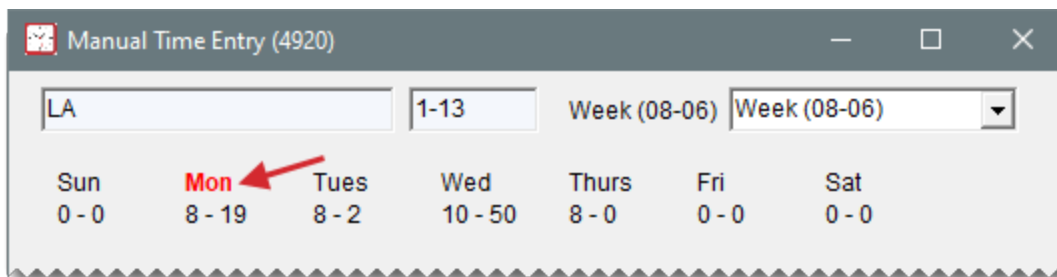 Manual Time Entry (4920)
LA 1-13 Week (08-06) Week (08-06)
Sun Mon Tues Wed Thurs Fri Sat
0 - 0 8 - 19 8 - 2 10 - 50 8 - 0 0 - 0 0 - 0